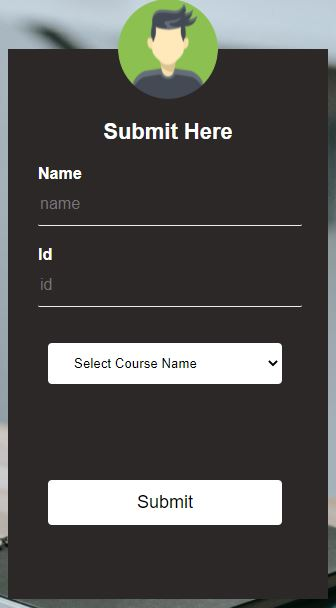 Submit Here
Name
name
Id
id
Select Course Name
Submit